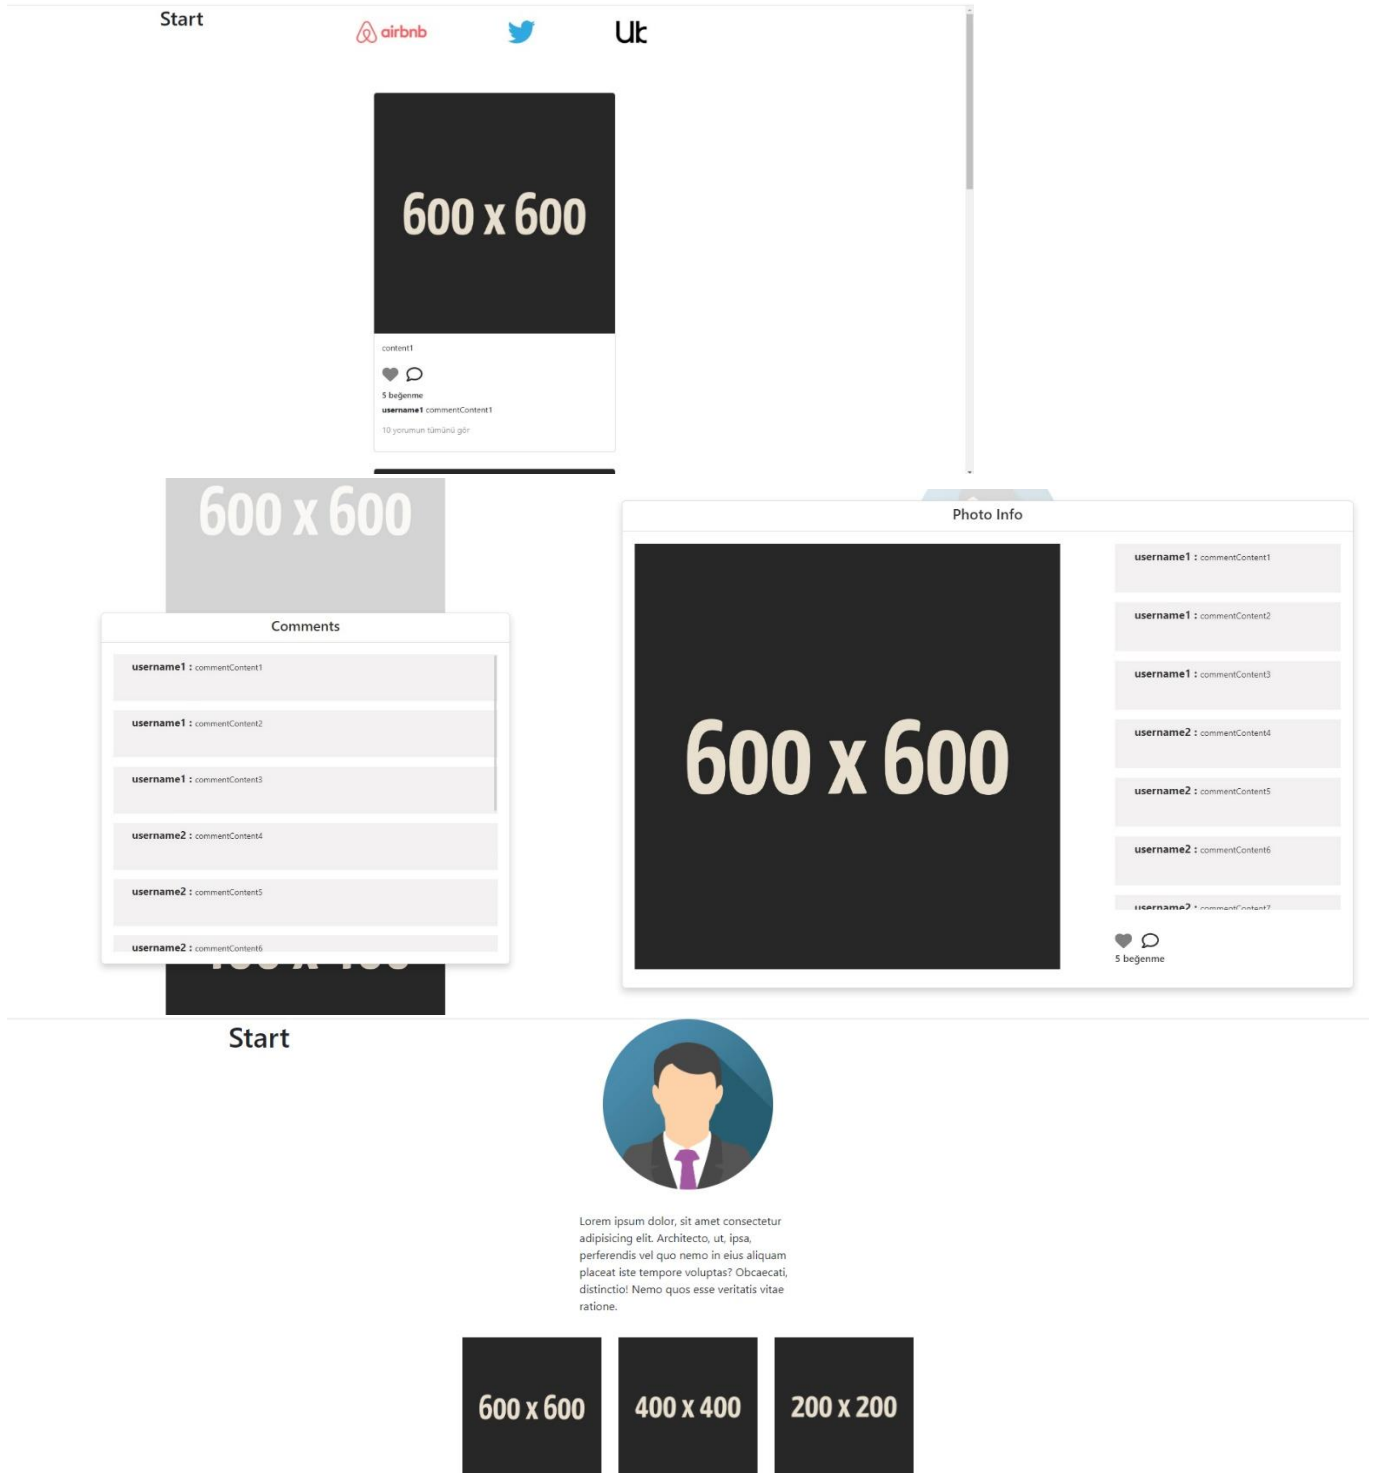 Start
airbnb
600 x 600
content1
5 beğenme
username1 commentContent1
10 yorumun tümünü gör
600 x 600
Comments
username1 : commentContent1
username1 : commentContent2
username1 : commentContent3
username2 : commentContent4
username2 : commentContent5
username2 : commentContent6
Photo Info
600 x 600
username1 : commentContent1
username1 : commentContent2
username1 : commentContent3
username2 : commentContent4
username2 : commentContent5
username2 : commentContent6
username2 : commentContent7
5 beğenme
Start
Lorem ipsum dolor, sit amet consectetur
adipisicing elit. Architecto, ut, ipsa,
perferendis vel quo nemo in eius aliquam
placeat iste tempore voluptas? Obcaecati,
distinctio! Nemo quos esse veritatis vitae
ratione.
600 x 600
400 x 400
200 x 200